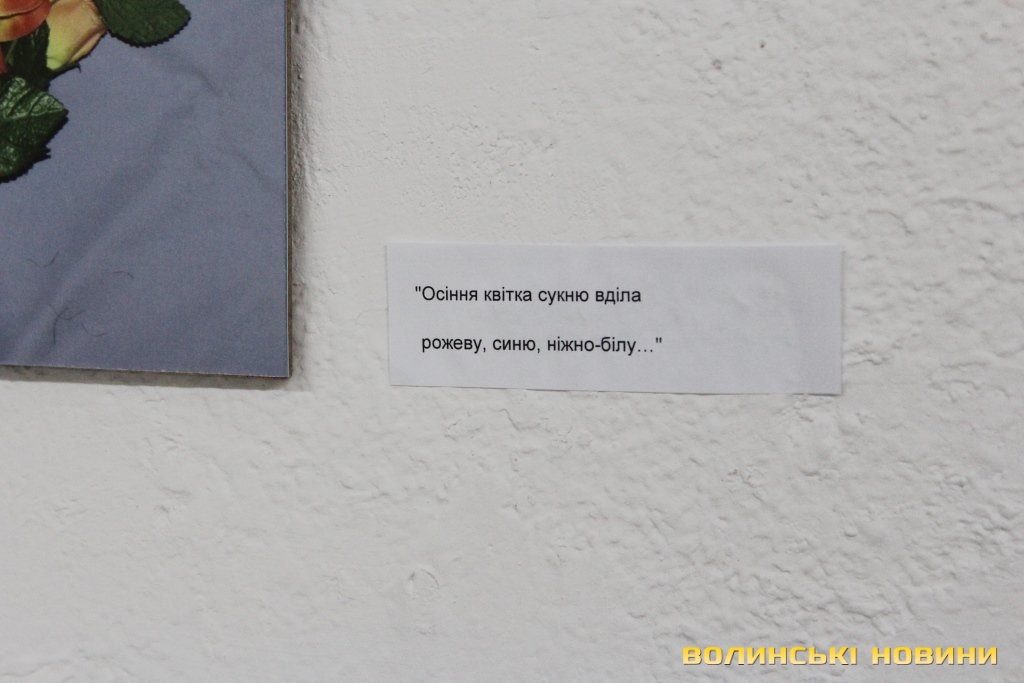 "Осіння квітка сукню вділа
рожеву, синю, ніжно-білу…"
ВОЛИНСЬКІ НОВИНИ